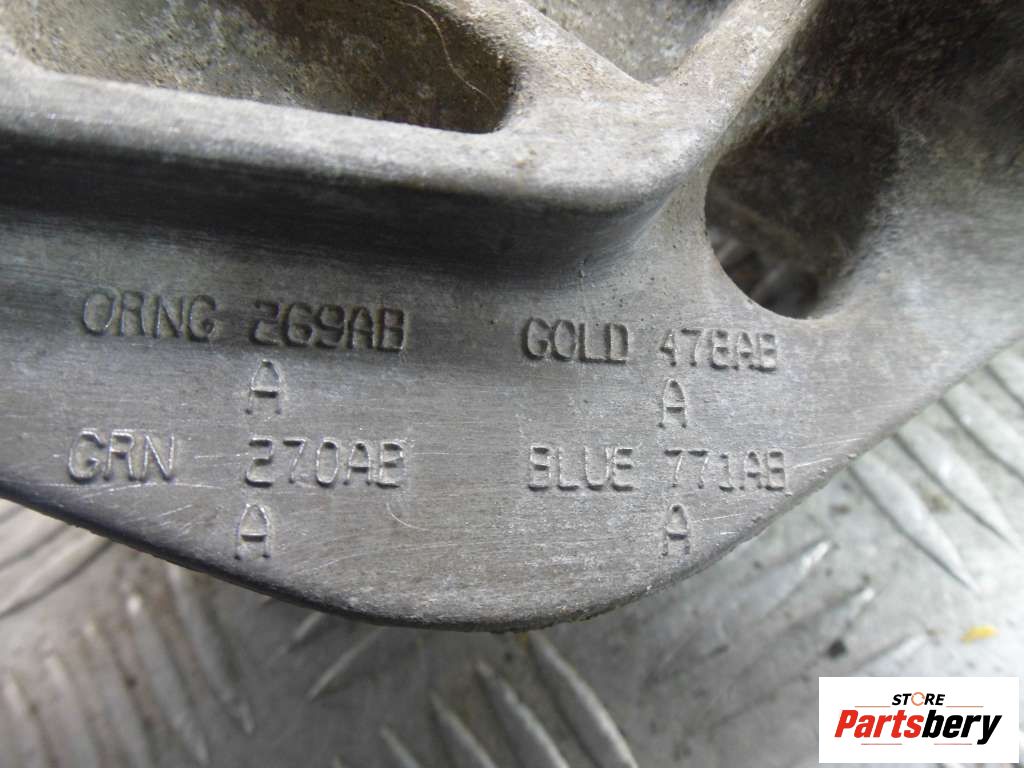 ORNG 269AB GOLD 478AB
A A
GRN 270AB BLUE 771AB
A A
STORE
Partsbery